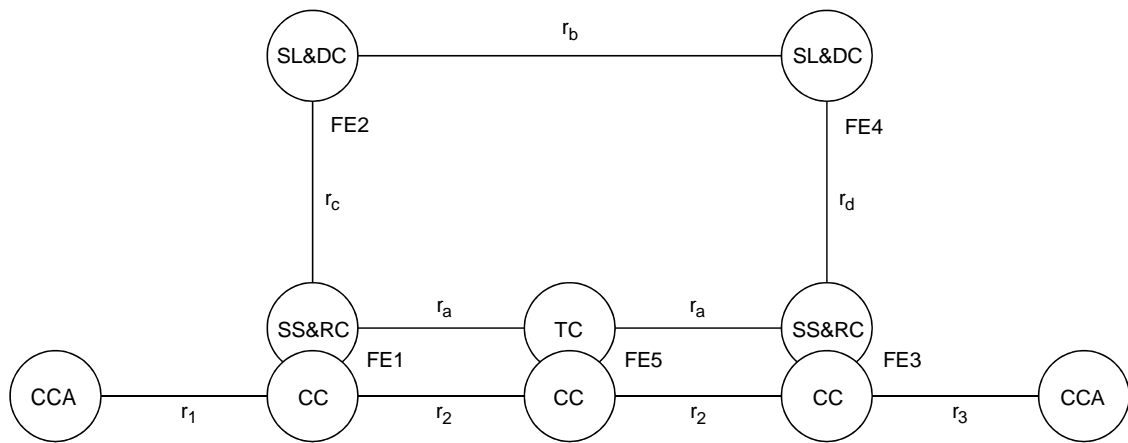 r_b
SL&DC SL&DC
FE2 FE4
r_c r_d
r_a r_a
SS&RC TC SS&RC
FE1 FE5 FE3
CCA CC CC CC CCA
r_1 r_2 r_2 r_3